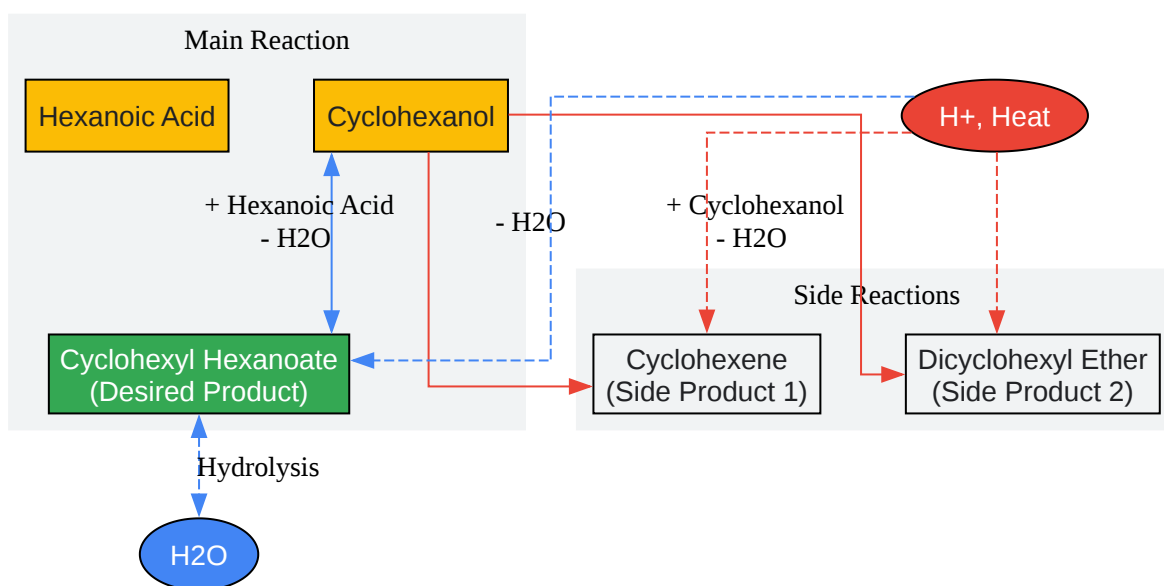 Main Reaction
Hexanoic Acid
Cyclohexanol
H+, Heat
+ Hexanoic Acid
- H2O
- H2O
+ Cyclohexanol
- H2O
Side Reactions
Cyclohexyl Hexanoate
(Desired Product)
Cyclohexene
(Side Product 1)
Dicyclohexyl Ether
(Side Product 2)
Hydrolysis
H2O